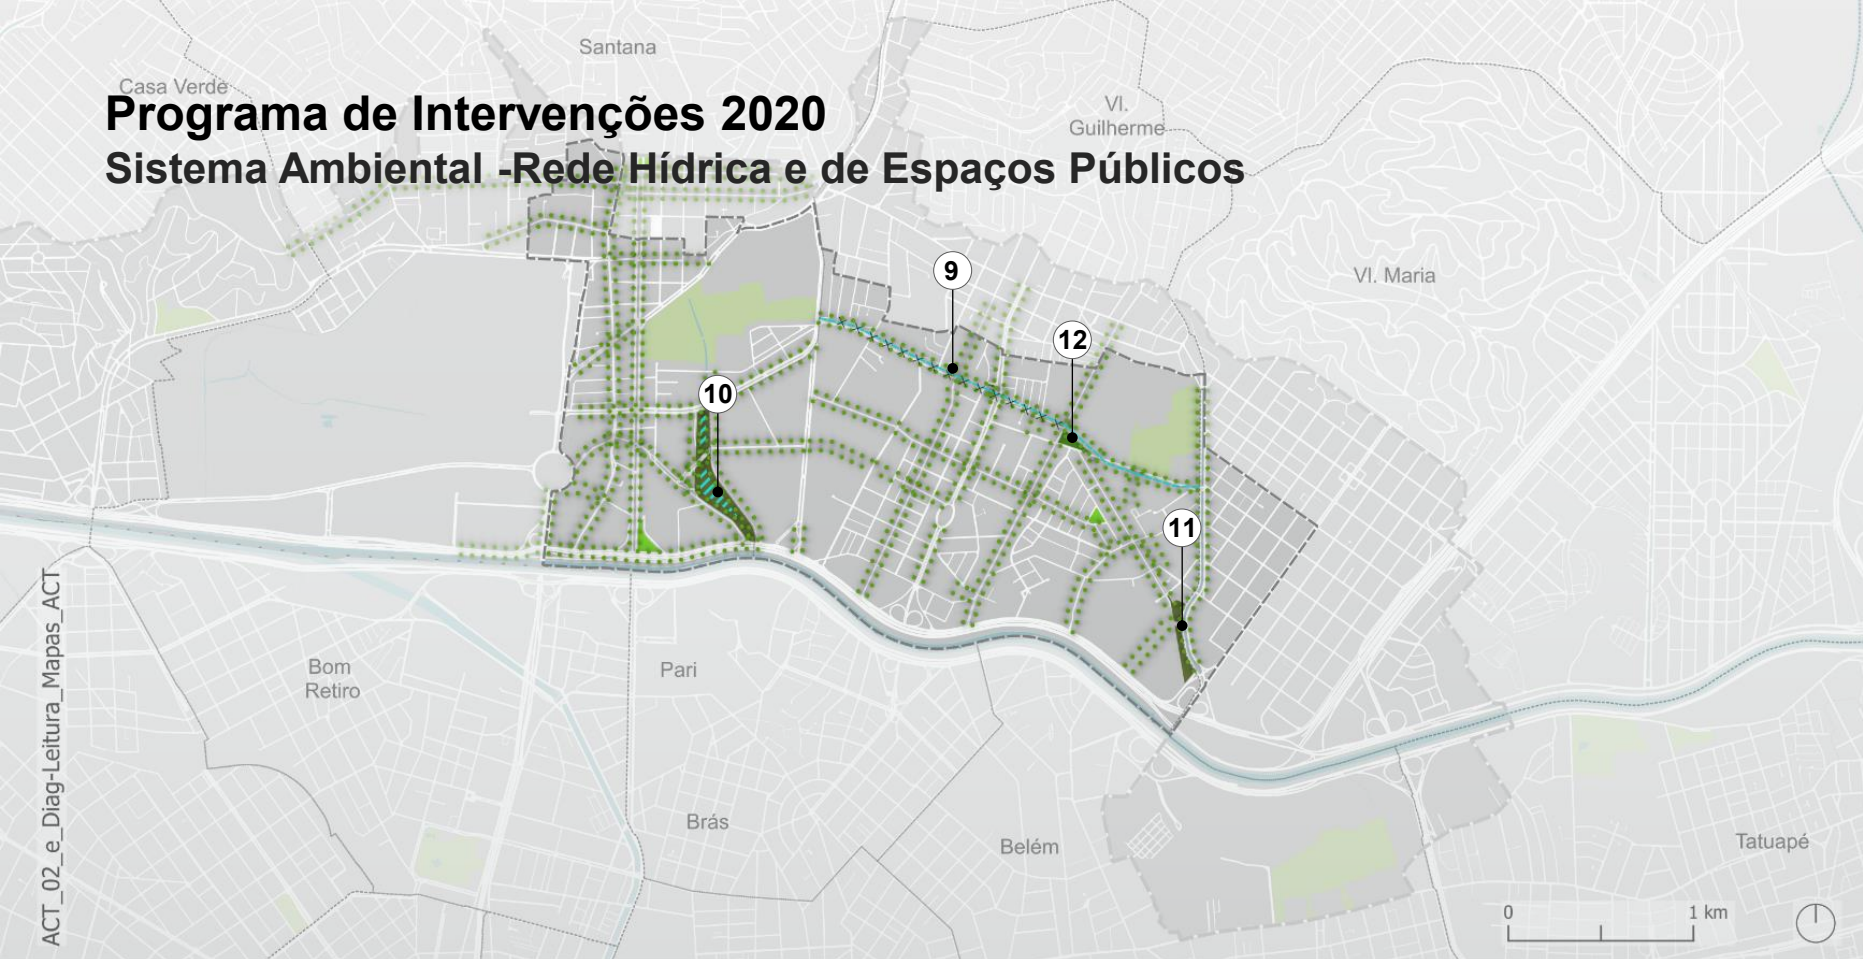 Santana
Casa Verde
Programa de Intervenções 2020
Vl.
Guilherme
Sistema Ambiental -Rede Hídrica e de Espaços Públicos
9
Vl. Maria
12
10
11
ACT_02_e_Diag-Leitura_Mapas_ACT
Bom
Retiro
Pari
Brás
Belém
Tatuapé
0
1 km